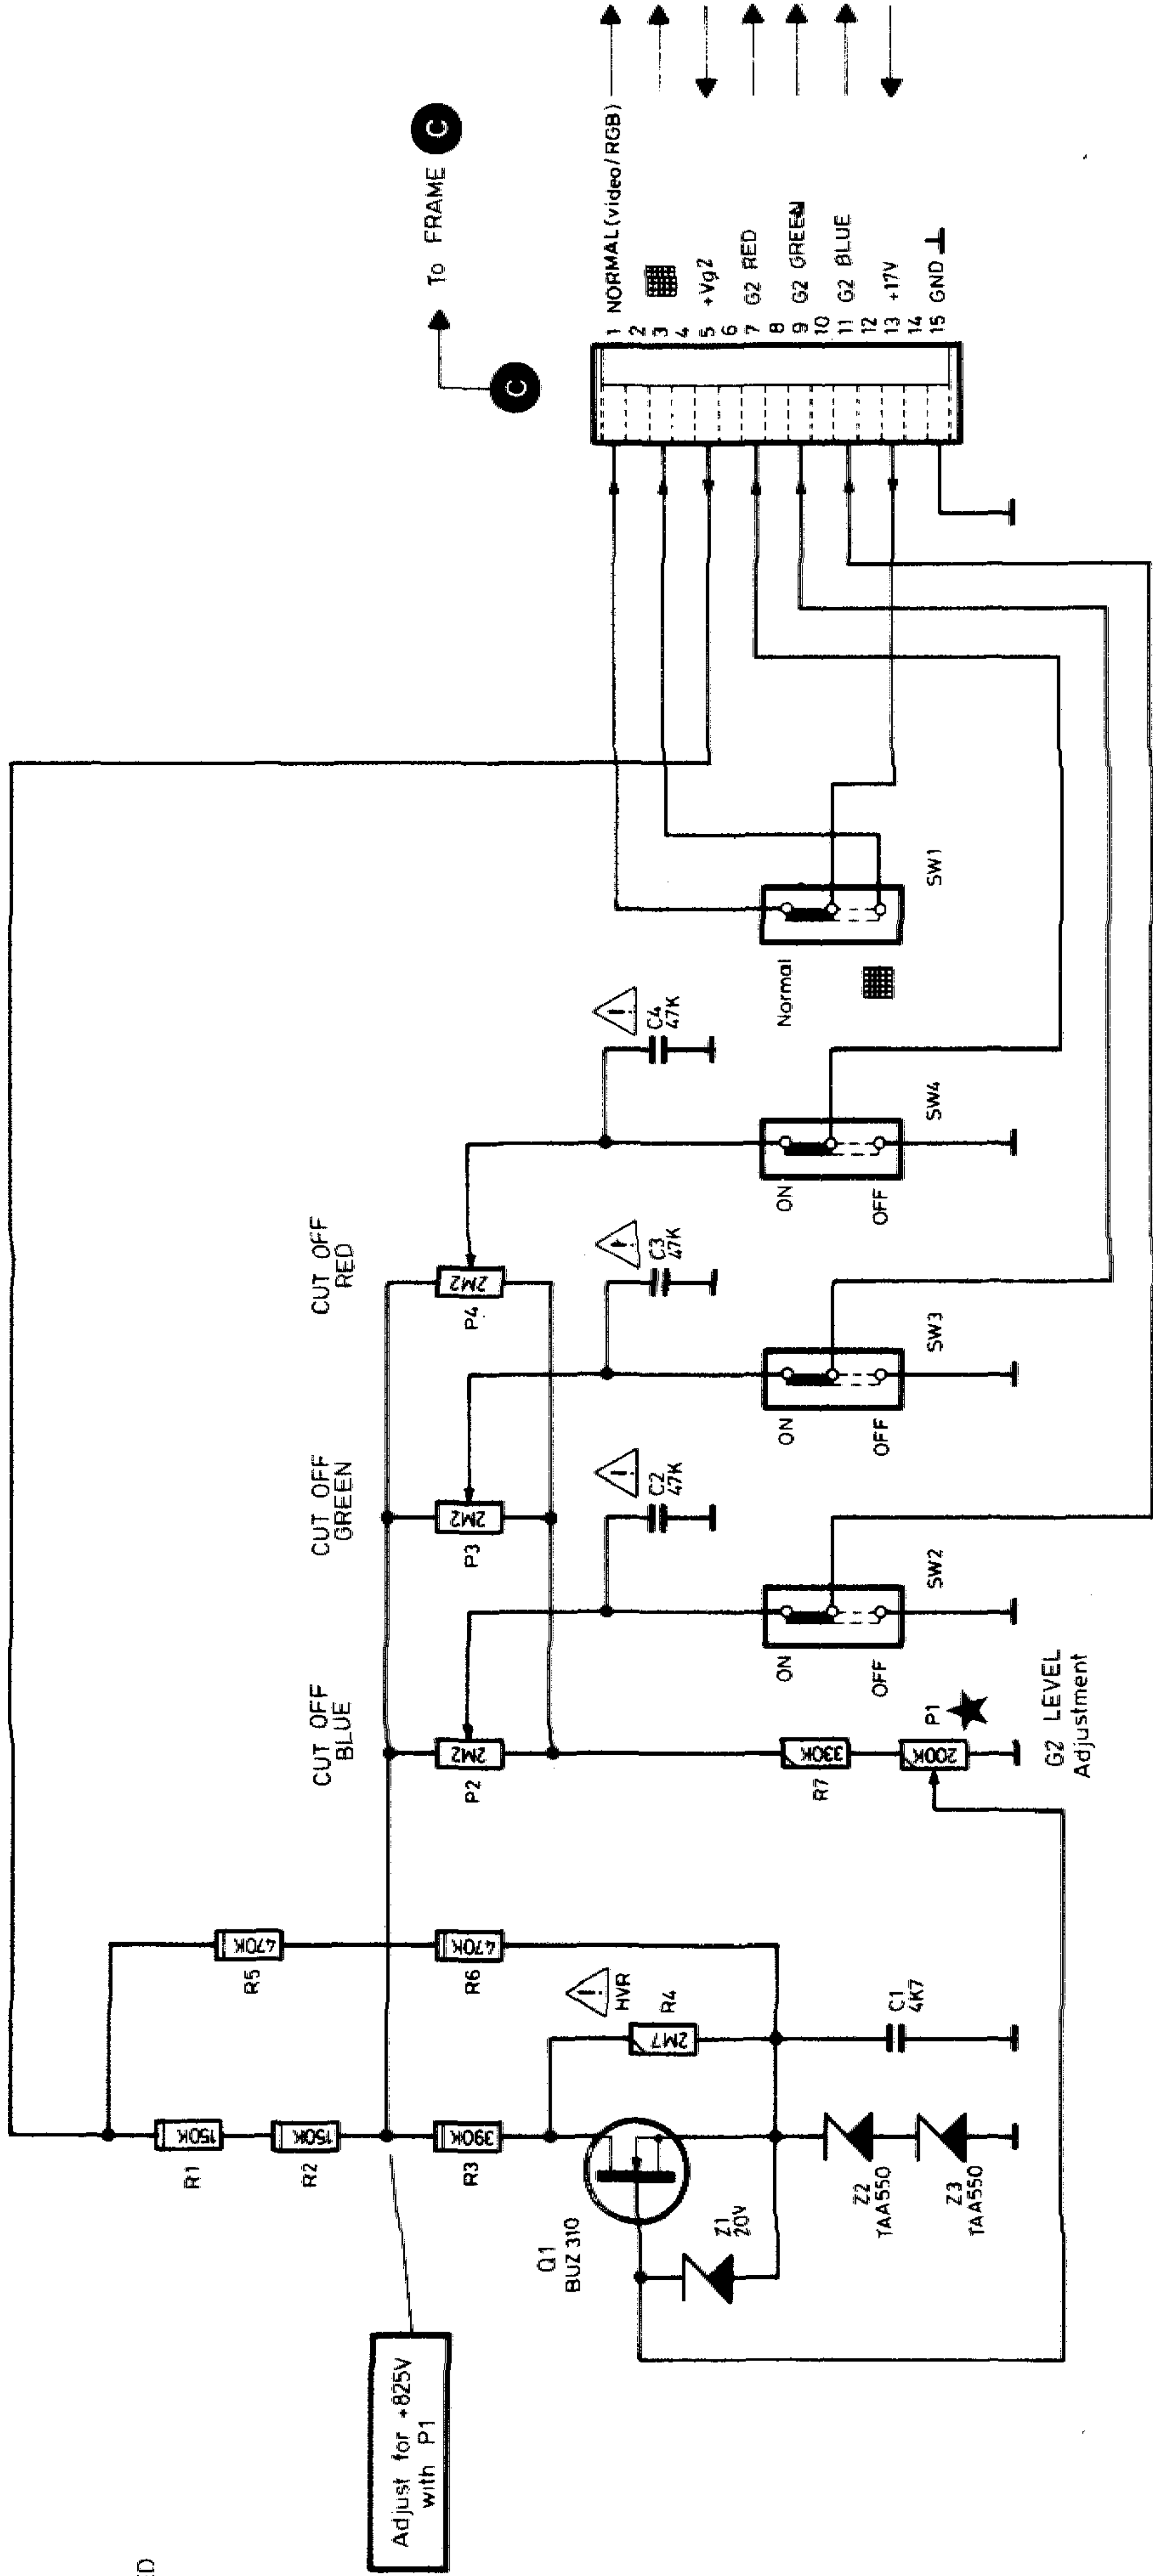 ED
Adjust for +825V
with P1
R1
150K
R2
150K
R3
390K
R5
470K
R6
470K
HVR
R4
2M7
Q1
BUZ 310
Z1
20V
Z2
TAA550
Z3
TAA550
C1
4K7
CUT OFF
BLUE
P2
2M2
CUT OFF
GREEN
P3
2M2
CUT OFF
RED
P4
2M2
R7
330K
P1
200K
G2 LEVEL
Adjustment
C2
47K
C3
47K
C4
47K
ON
OFF
SW2
ON
OFF
SW3
ON
OFF
SW4
Normal
SW1
C
To FRAME C
1 NORMAL(video/RGB)
2
3
4
5 +Vg2
6
7 G2 RED
8
9 G2 GREEN
10
11 G2 BLUE
12
13 +17V
14
15 GND